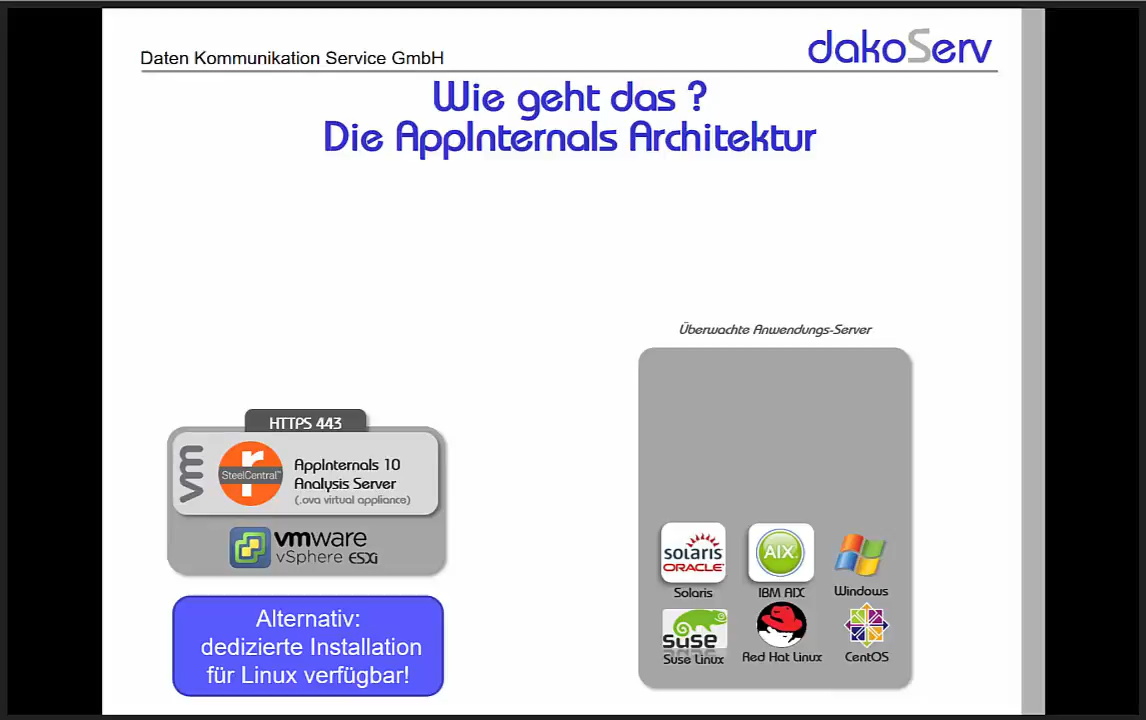 Daten Kommunikation Service GmbH
dakoServ
Wie geht das ?
Die AppInternals Architektur
Überwachte Anwendungs-Server
HTTPS 443
vm
r
SteelCentral™
AppInternals 10
Analysis Server
(.ova virtual appliance)
vmware
vSphere ESXi
Alternativ:
dedizierte Installation
für Linux verfügbar!
solaris
ORACLE
AIX
Solaris
IBM AIX
Windows
suse
Suse Linux
Red Hat Linux
CentOS